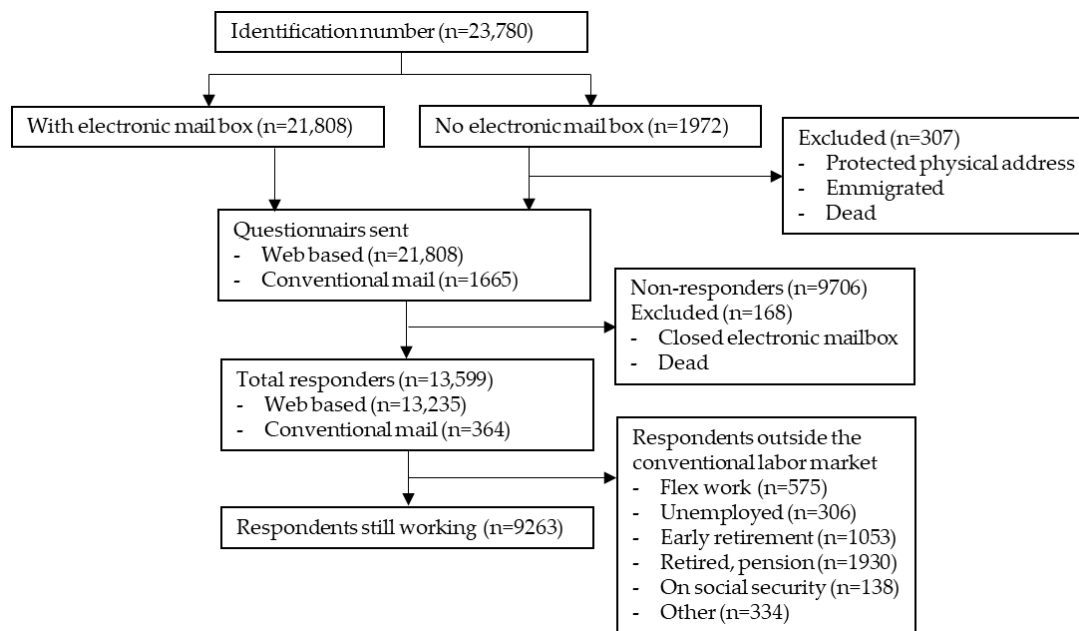 Identification number (n=23,780)
With electronic mail box (n=21,808)
No electronic mail box (n=1972)
Excluded (n=307)
- Protected physical address
- Emmigrated
- Dead
Questionnairs sent
- Web based (n=21,808)
- Conventional mail (n=1665)
Non-responders (n=9706)
Excluded (n=168)
- Closed electronic mailbox
- Dead
Total responders (n=13,599)
- Web based (n=13,235)
- Conventional mail (n=364)
Respondents outside the
conventional labor market
- Flex work (n=575)
- Unemployed (n=306)
- Early retirement (n=1053)
- Retired, pension (n=1930)
- On social security (n=138)
- Other (n=334)
Respondents still working (n=9263)